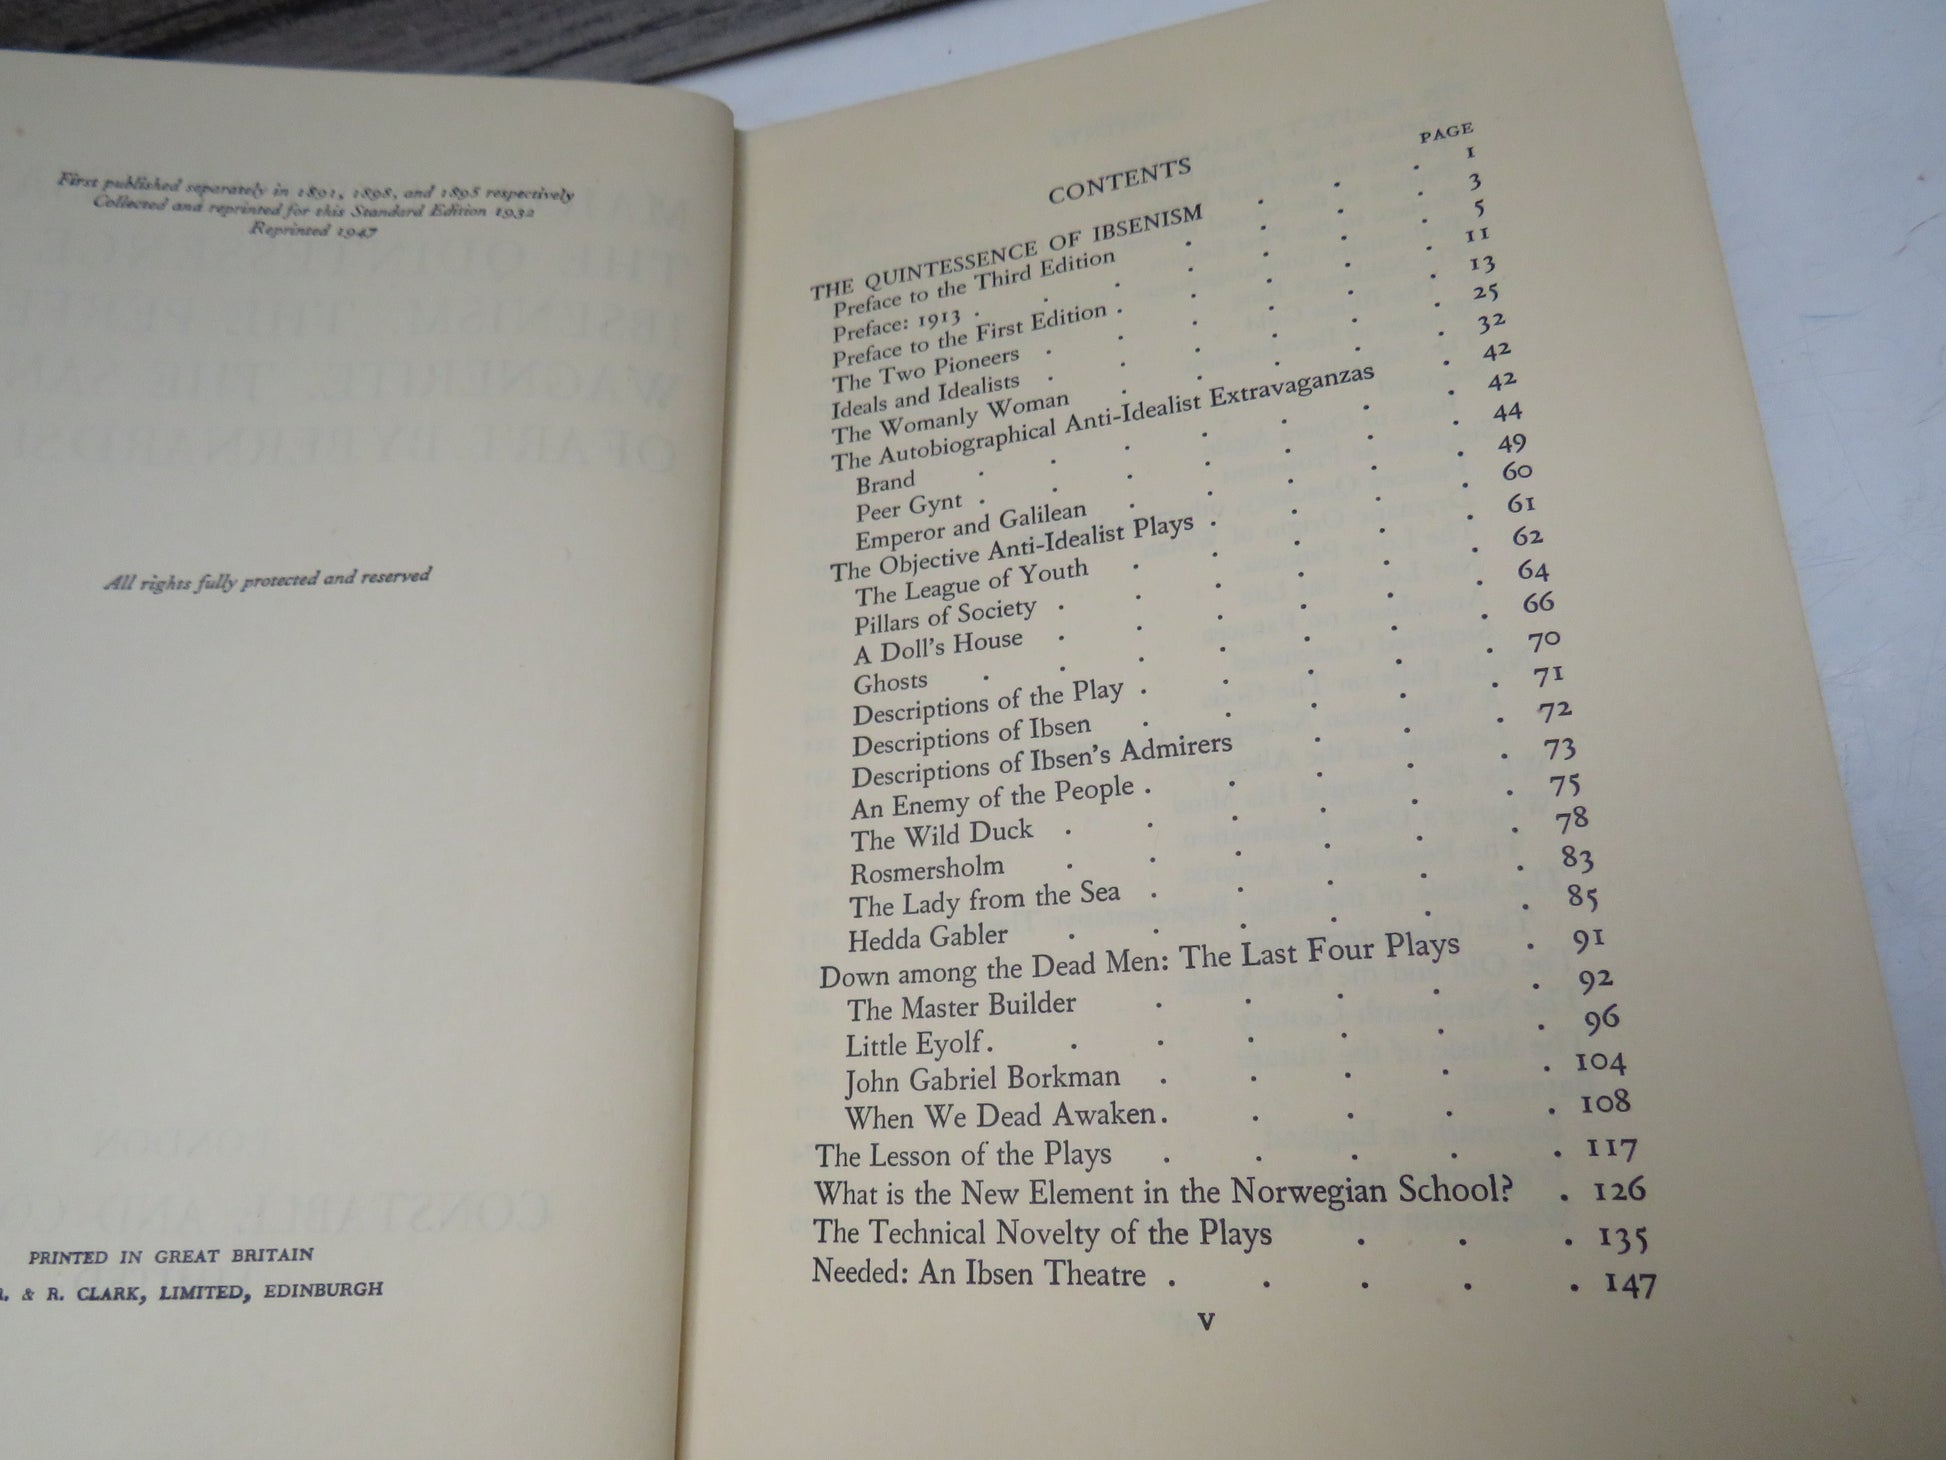 First published separately in 1891, 1898, and 1895 respectively
Collected and reprinted for this Standard Edition 1932
Reprinted 1947
All rights fully protected and reserved
PRINTED IN GREAT BRITAIN
& R. CLARK, LIMITED, EDINBURGH
CONTENTS
PAGE
THE QUINTESSENCE OF IBSENISM . . . 1
Preface to the Third Edition . . . . 3
Preface: 1913 . . . . . . 5
Preface to the First Edition . . . . . 11
The Two Pioneers . . . . . . 13
Ideals and Idealists . . . . . . 25
The Womanly Woman . . . . . 32
The Autobiographical Anti-Idealist Extravaganzas . 42
Brand . . . . . . 42
Peer Gynt . . . . . . 44
Emperor and Galilean . . . . . 49
The Objective Anti-Idealist Plays . . . . 60
The League of Youth . . . . . 61
Pillars of Society . . . . . . 62
A Doll's House . . . . . . 64
Ghosts . . . . . . . 66
Descriptions of the Play . . . . . 70
Descriptions of Ibsen . . . . . 71
Descriptions of Ibsen's Admirers . . . 72
An Enemy of the People . . . . . 73
The Wild Duck . . . . . . 75
Rosmersholm . . . . . . 78
The Lady from the Sea . . . . . 83
Hedda Gabler . . . . . . 85
Down among the Dead Men: The Last Four Plays . 91
The Master Builder . . . . . 92
Little Eyolf . . . . . . . 96
John Gabriel Borkman . . . . . 104
When We Dead Awaken . . . . . 108
The Lesson of the Plays . . . . . 117
What is the New Element in the Norwegian School? . 126
The Technical Novelty of the Plays . . . 135
Needed: An Ibsen Theatre . . . . . 147
v